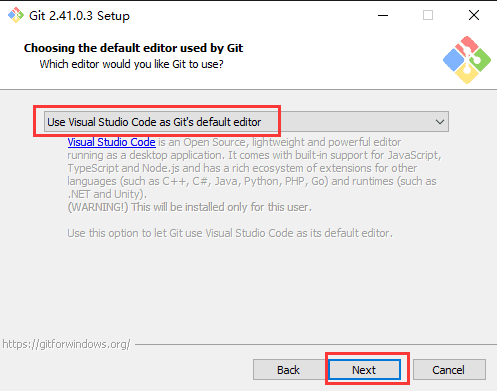 Git 2.41.0.3 Setup
Choosing the default editor used by Git
Which editor would you like Git to use?
Use Visual Studio Code as Git's default editor
Visual Studio Code is an Open Source, lightweight and powerful editor
running as a desktop application. It comes with built-in support for JavaScript,
TypeScript and Node.js and has a rich ecosystem of extensions for other
languages (such as C++, C#, Java, Python, PHP, Go) and runtimes (such as
.NET and Unity).
(WARNING!) This will be installed only for this user.
Use this option to let Git use Visual Studio Code as its default editor.
https://gitforwindows.org/
Back Next Cancel